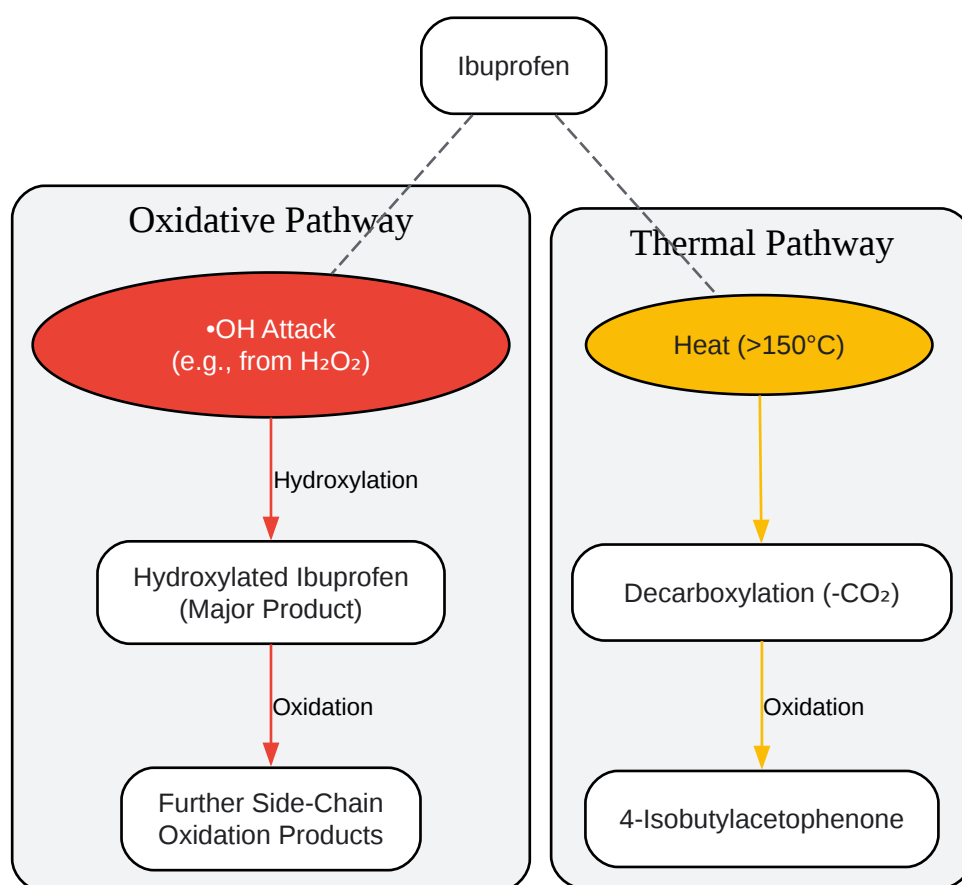 Ibuprofen
Oxidative Pathway
•OH Attack
(e.g., from H₂O₂)
Hydroxylation
Hydroxylated Ibuprofen
(Major Product)
Oxidation
Further Side-Chain
Oxidation Products
Thermal Pathway
Heat (>150°C)
Decarboxylation (-CO₂)
Oxidation
4-Isobutylacetophenone